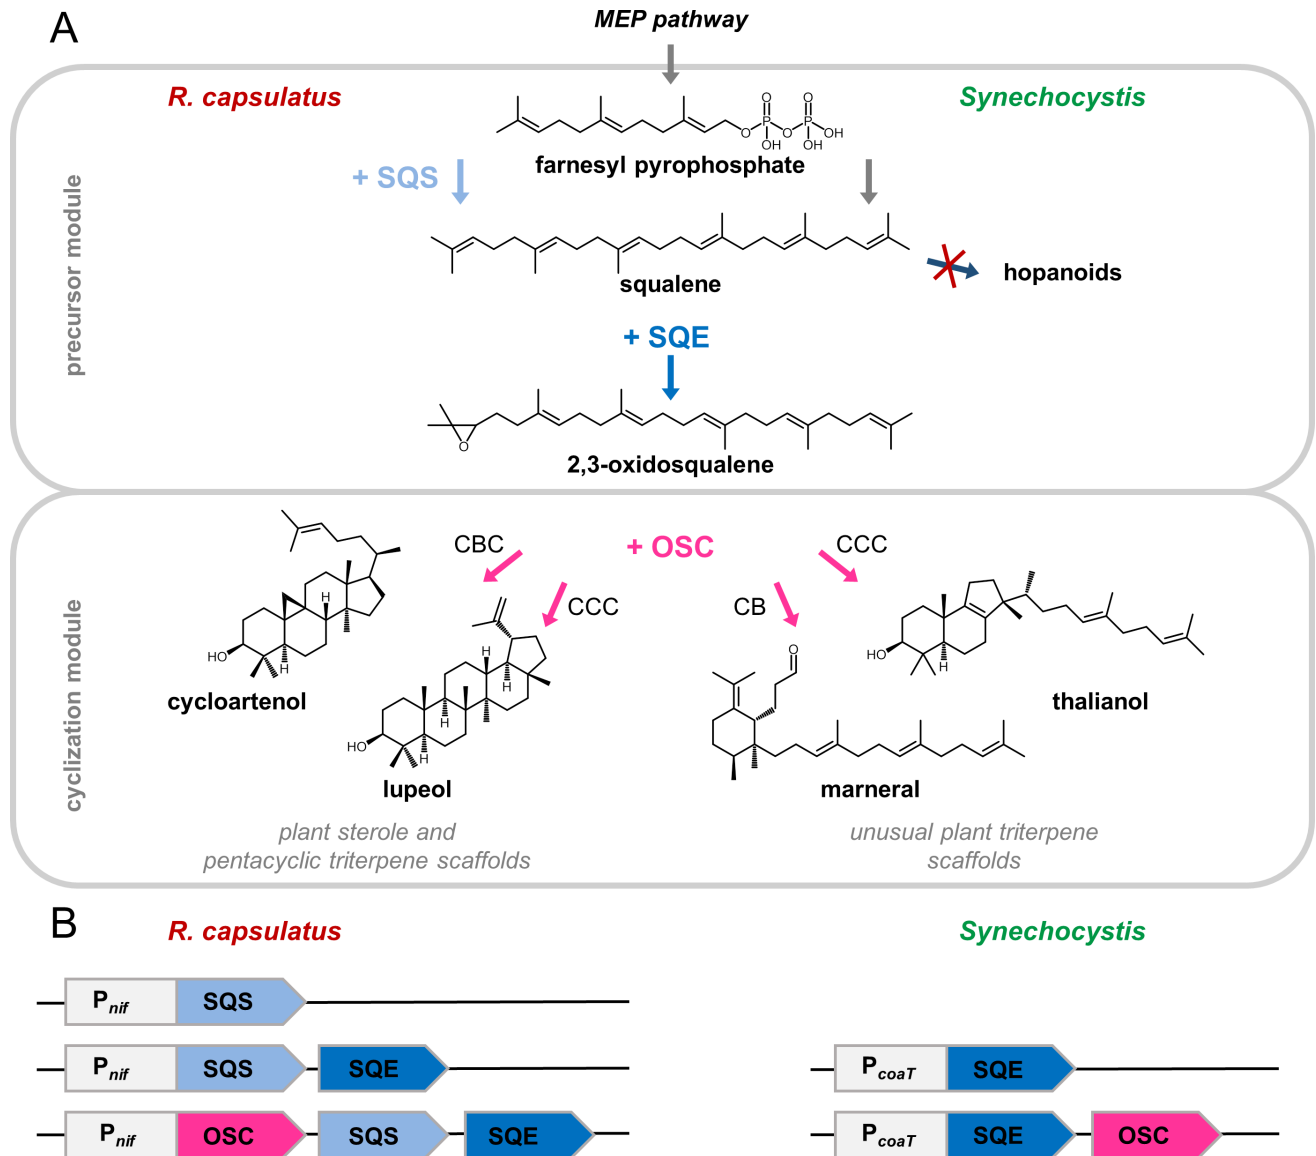 A
MEP pathway
R. capsulatus
Synechocystis
O
O
O
P
O
P
OH
OH
OH
farnesyl pyrophosphate
+ SQS
precursor module
squalene
hopanoids
+ SQE
O
2,3-oxidosqualene
CBC
+ OSC
CCC
CCC
CB
cyclization module
H
HO
H
cycloartenol
H
H
H
HO
H
lupeol
O
marneral
HO
H
thalianol
plant sterole and
pentacyclic triterpene scaffolds
unusual plant triterpene
scaffolds
B
R. capsulatus
Synechocystis
Pnif SQS
Pnif SQS SQE
PcoaT SQE
Pnif OSC SQS SQE
PcoaT SQE OSC